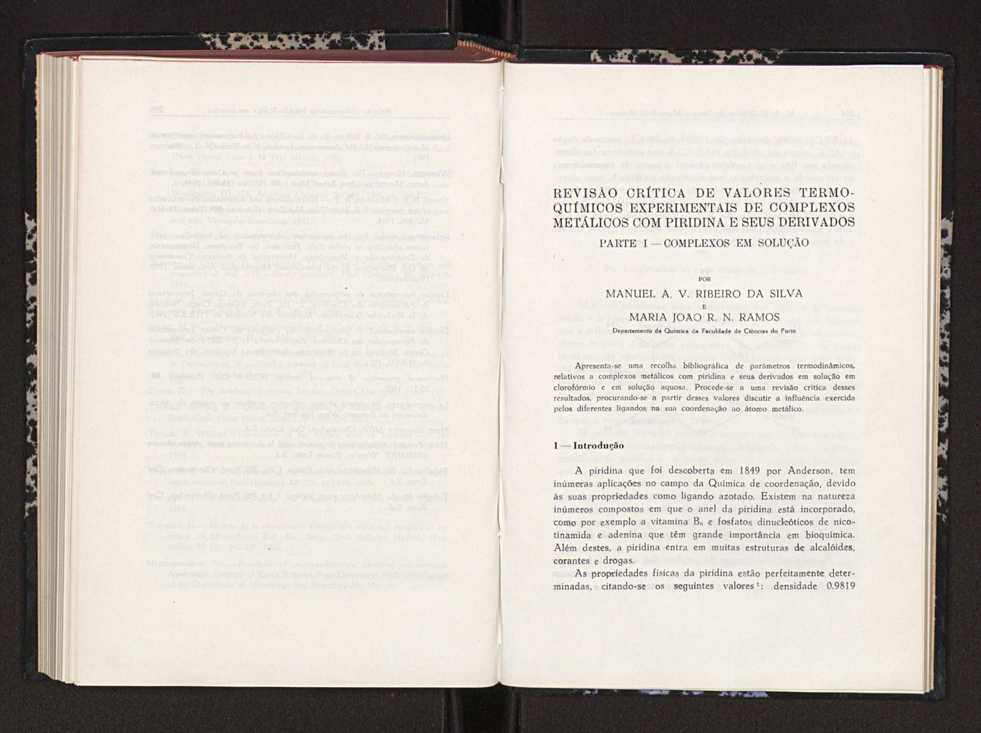 REVISÃO CRÍTICA DE VALORES TERMO-
QUÍMICOS EXPERIMENTAIS DE COMPLEXOS
METÁLICOS COM PIRIDINA E SEUS DERIVADOS
PARTE I — COMPLEXOS EM SOLUÇÃO
POR
MANUEL A. V. RIBEIRO DA SILVA
E
MARIA JOAO R. N. RAMOS
Departamento de Química da Faculdade de Ciências do Porto
Apresenta-se uma recolha bibliográfica de parâmetros termodinâmicos,
relativos a complexos metálicos com piridina e seus derivados em solução em
clorofórmio e em solução aquosa. Procede-se a uma revisão crítica desses
resultados, procurando-se a partir desses valores discutir a influência exercida
pelos diferentes ligandos na sua coordenação ao átomo metálico.
1 — Introdução
A piridina que foi descoberta em 1849 por Anderson, tem
inúmeras aplicações no campo da Química de coordenação, devido
às suas propriedades como ligando azotado. Existem na natureza
inúmeros compostos em que o anel da piridina está incorporado,
como por exemplo a vitamina B₆ e fosfatos dinucleóticos de nico-
tinamida e adenina que têm grande importância em bioquímica.
Além destes, a piridina entra em muitas estruturas de alcalóides,
corantes e drogas.
As propriedades físicas da piridina estão perfeitamente deter-
minadas, citando-se os seguintes valores ¹: densidade 0.9819